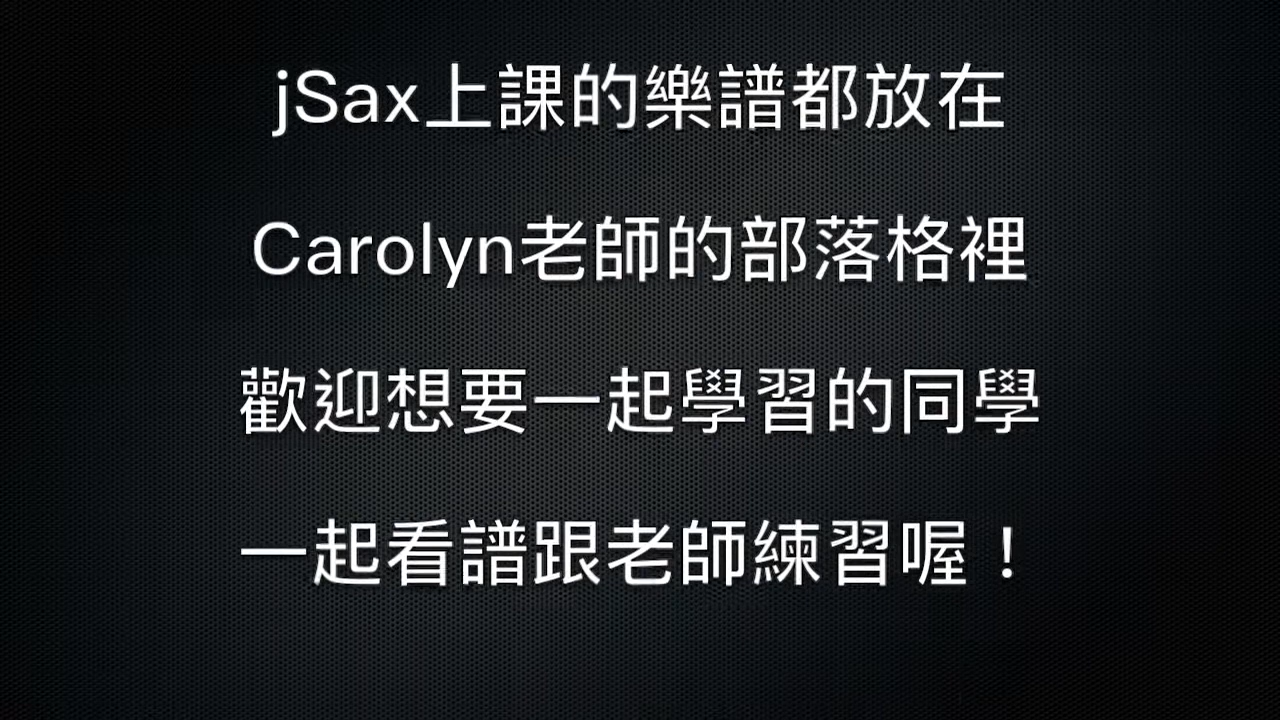 jSax上課的樂譜都放在
Carolyn老師的部落格裡
歡迎想要一起學習的同學
一起看譜跟老師練習喔！